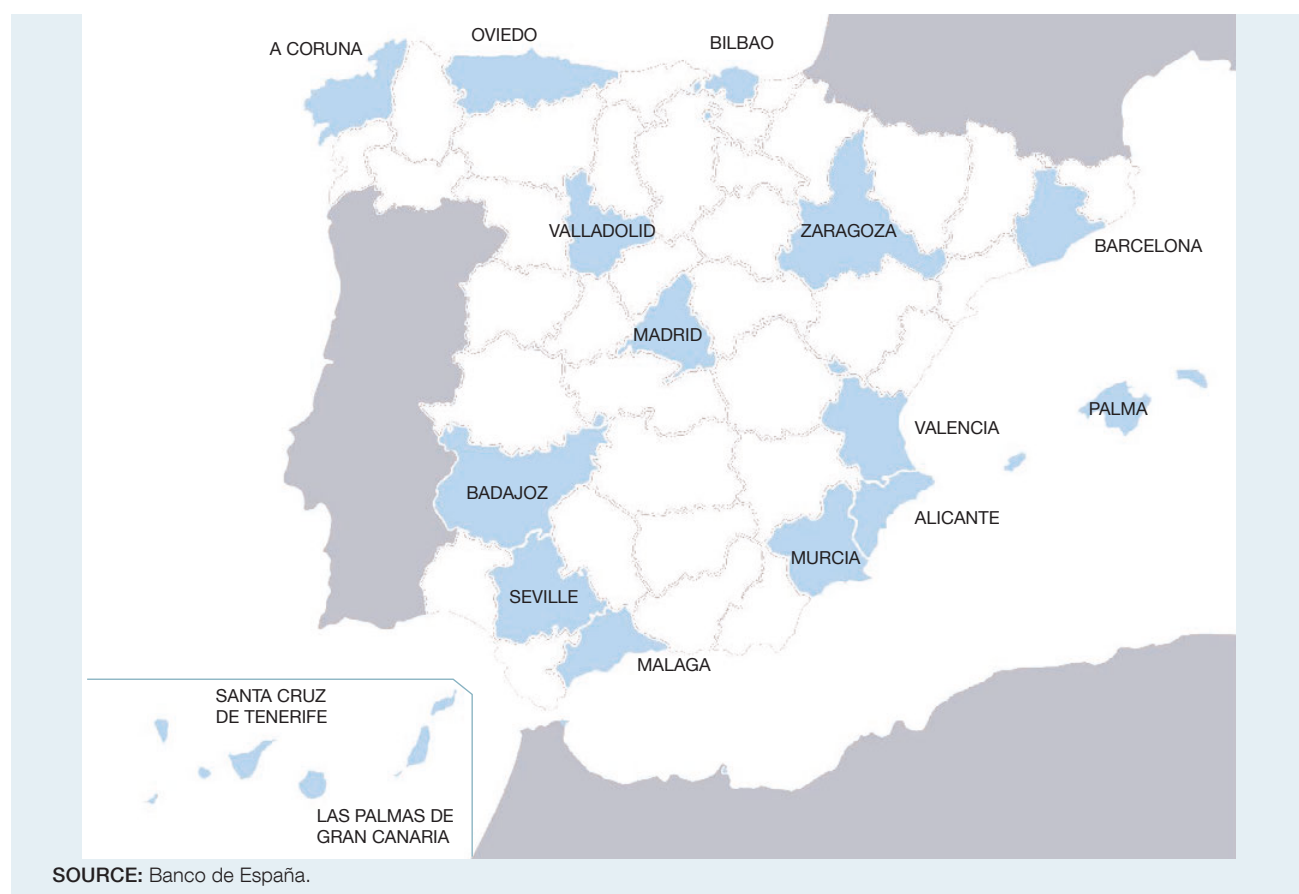 A CORUNA
OVIEDO
BILBAO
VALLADOLID
ZARAGOZA
BARCELONA
MADRID
PALMA
VALENCIA
BADAJOZ
ALICANTE
MURCIA
SEVILLE
MALAGA
SANTA CRUZ
DE TENERIFE
LAS PALMAS DE
GRAN CANARIA
SOURCE: Banco de España.